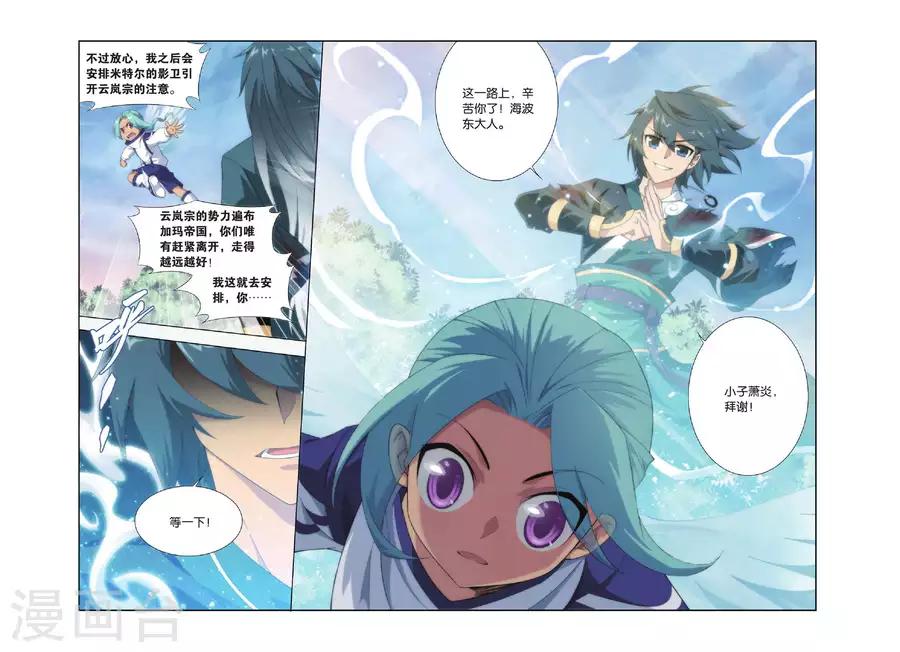 不过放心，我之后会
安排米特尔的影卫引
开云岚宗的注意。
云岚宗的势力遍布
加玛帝国，你们唯
有赶紧离开，走得
越远越好！
我这就去安
排，你……
等一下！
这一路上，辛
苦你了！海波
东大人。
小子萧炎，
拜谢！
漫画台